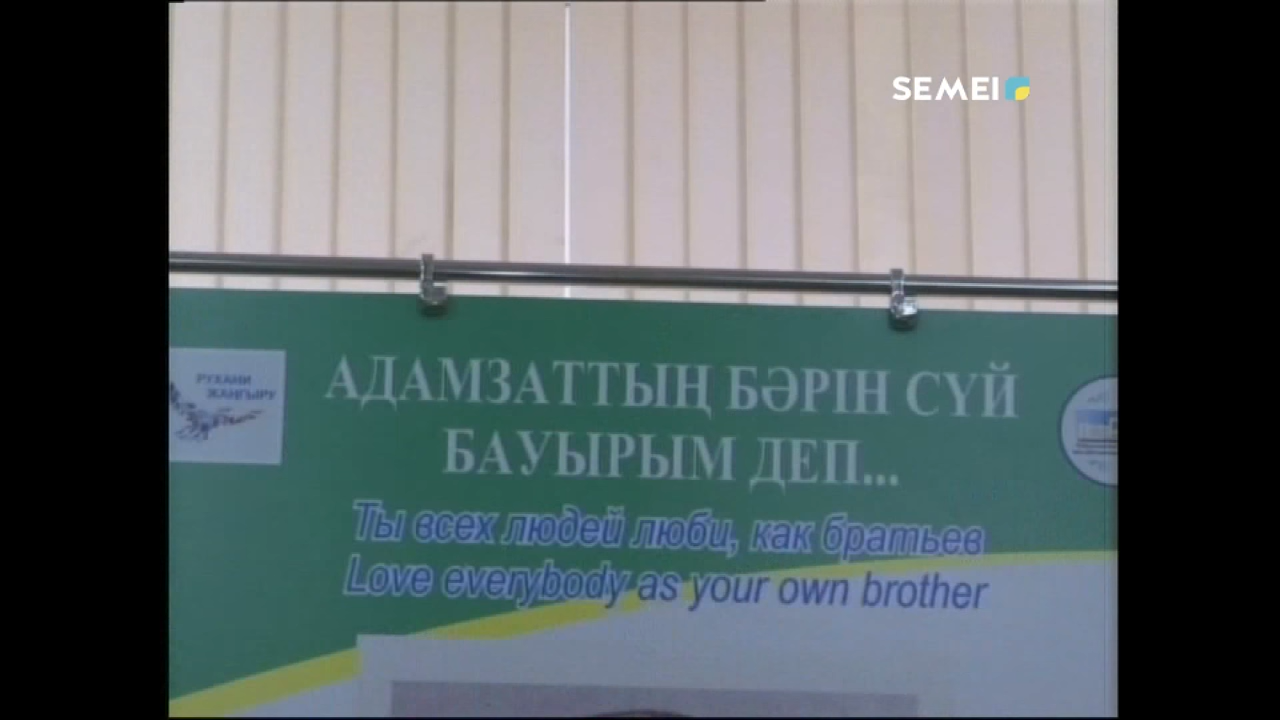 SEMEI
РУХАНИ
ЖАҢҒЫРУ
АДАМЗАТТЫҢ БӘРІН СҮЙ
БАУЫРЫМ ДЕП...
Ты всех людей люби, как братьев
Love everybody as your own brother